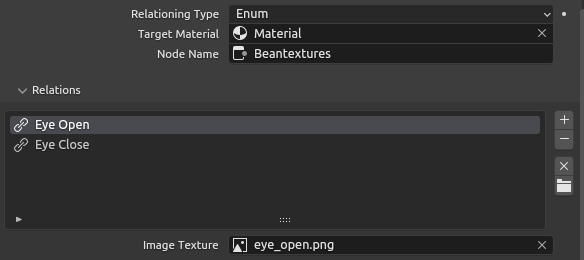 Relationing Type Enum
Target Material Material
Node Name Beantextures
Relations
Eye Open
Eye Close
Image Texture eye_open.png